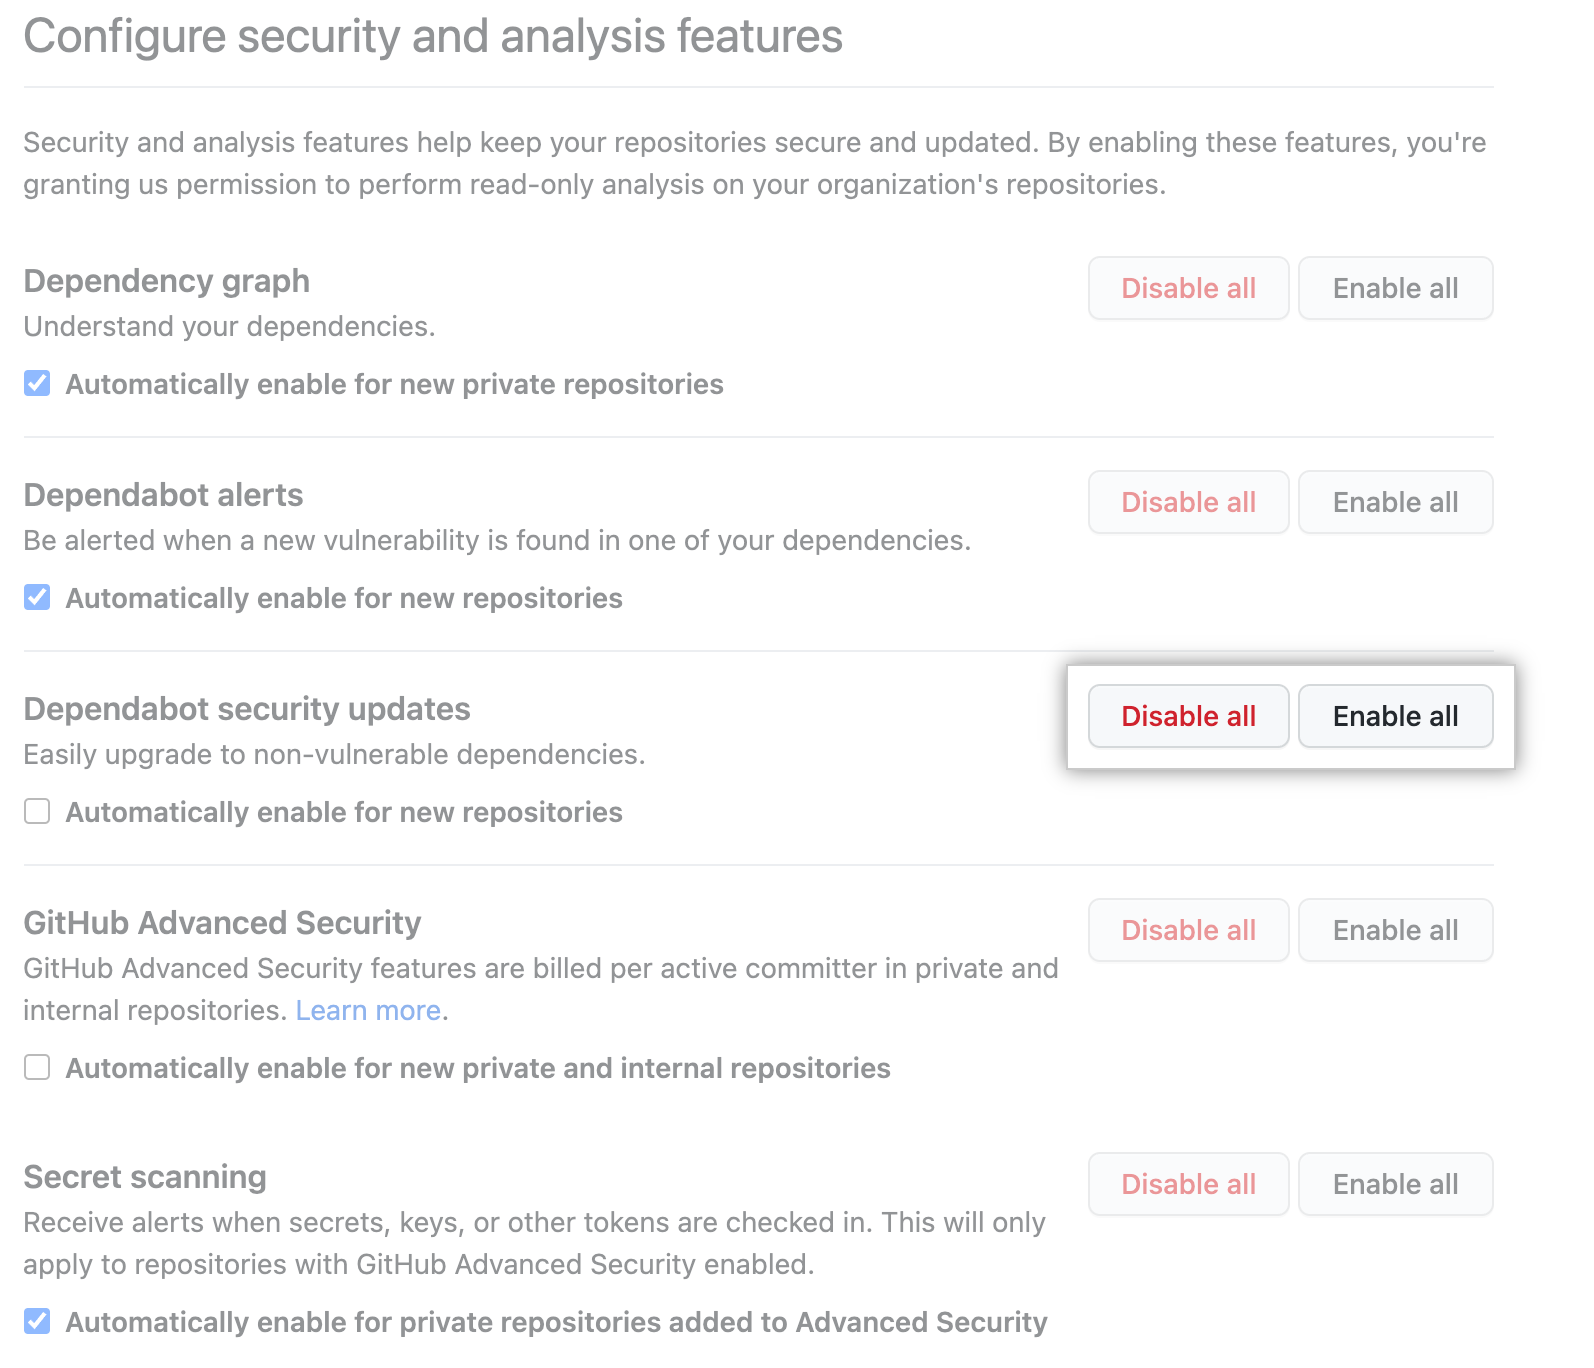 Configure security and analysis features
Security and analysis features help keep your repositories secure and updated. By enabling these features, you're
granting us permission to perform read-only analysis on your organization's repositories.
Dependency graph
Disable all
Enable all
Understand your dependencies.
Automatically enable for new private repositories
Dependabot alerts
Disable all
Enable all
Be alerted when a new vulnerability is found in one of your dependencies.
Automatically enable for new repositories
Dependabot security updates
Disable all
Enable all
Easily upgrade to non-vulnerable dependencies.
Automatically enable for new repositories
GitHub Advanced Security
Disable all
Enable all
GitHub Advanced Security features are billed per active committer in private and
internal repositories. Learn more.
Automatically enable for new private and internal repositories
Secret scanning
Disable all
Enable all
Receive alerts when secrets, keys, or other tokens are checked in. This will only
apply to repositories with GitHub Advanced Security enabled.
Automatically enable for private repositories added to Advanced Security